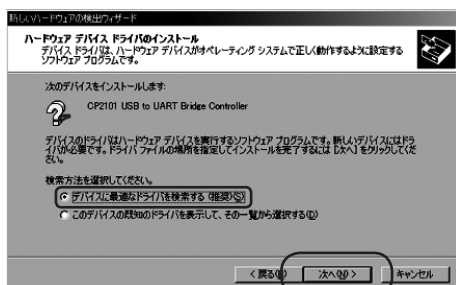 新しいハードウェアの検出ウィザード
ハードウェア デバイス ドライバのインストール
デバイス ドライバは、ハードウェア デバイスがオペレーティング システムで正しく動作するように設定する
ソフトウェア プログラムです。
次のデバイスをインストールします:
CP2101 USB to UART Bridge Controller
デバイスのドライバはハードウェア デバイスを実行するソフトウェア プログラムです。新しいデバイスにはドラ
イバが必要です。ドライバ ファイルの場所を指定してインストールを完了するには [次へ] をクリックしてくだ
さい。
検索方法を選択してください。
デバイスに最適なドライバを検索する (推奨)(S)
このデバイスの既知のドライバを表示して、その一覧から選択する(D)
< 戻る(B)
次へ(N) >
キャンセル